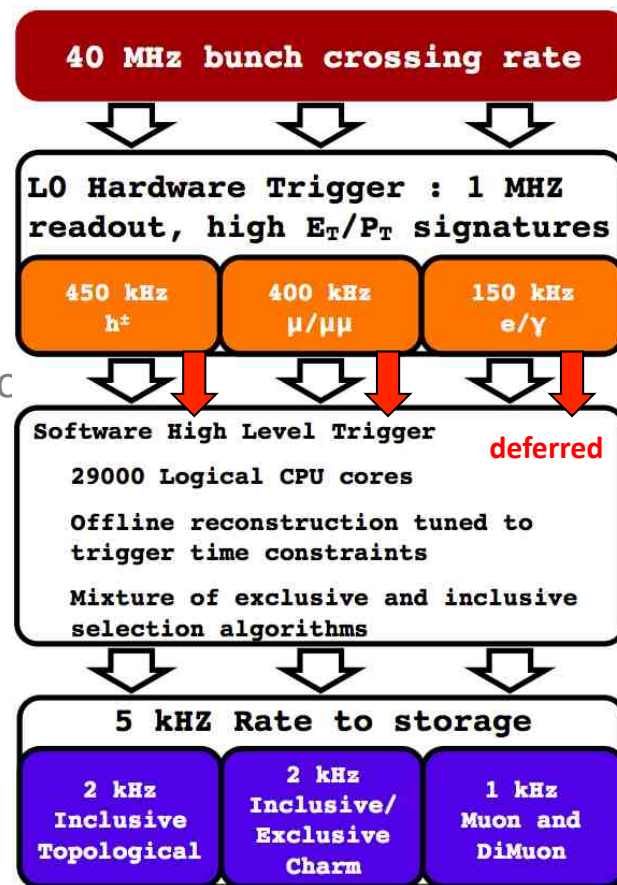 40 MHz bunch crossing rate
L0 Hardware Trigger : 1 MHZ
readout, high ET/PT signatures
450 kHz
h±
400 kHz
μ/μμ
150 kHz
e/γ
c
Software High Level Trigger
deferred
29000 Logical CPU cores
Offline reconstruction tuned to
trigger time constraints
Mixture of exclusive and inclusive
selection algorithms
5 kHZ Rate to storage
2 kHz
Inclusive
Topological
2 kHz
Inclusive/
Exclusive
Charm
1 kHz
Muon and
DiMuon